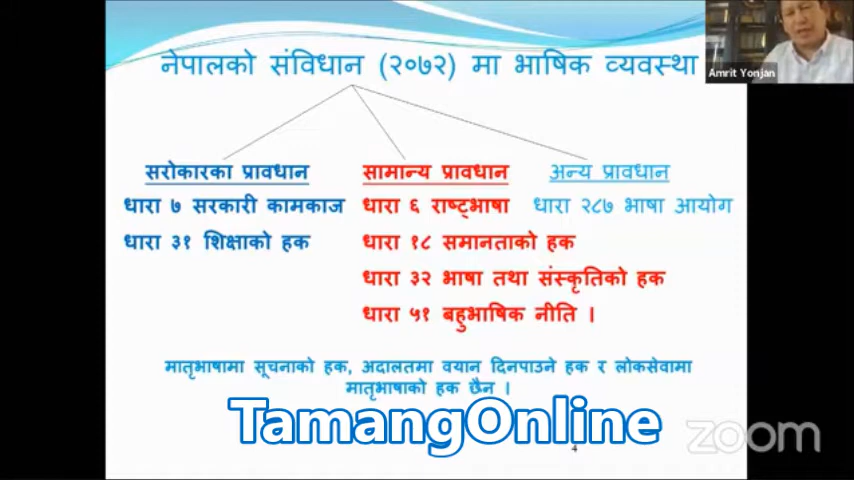 Amrit Yonjan
नेपालको संविधान (२०७२) मा भाषिक व्यवस्था
सरोकारका प्रावधान
धारा ७ सरकारी कामकाज
धारा ३१ शिक्षाको हक
सामान्य प्रावधान
धारा ६ राष्ट्भाषा
धारा १८ समानताको हक
धारा ३२ भाषा तथा संस्कृतिको हक
धारा ५१ बहुभाषिक नीति ।
अन्य प्रावधान
धारा २८७ भाषा आयोग
मातृभाषामा सूचनाको हक, अदालतमा वयान दिनपाउने हक र लोकसेवामा
मातृभाषाको हक छैन ।
TamangOnline
zoom
4